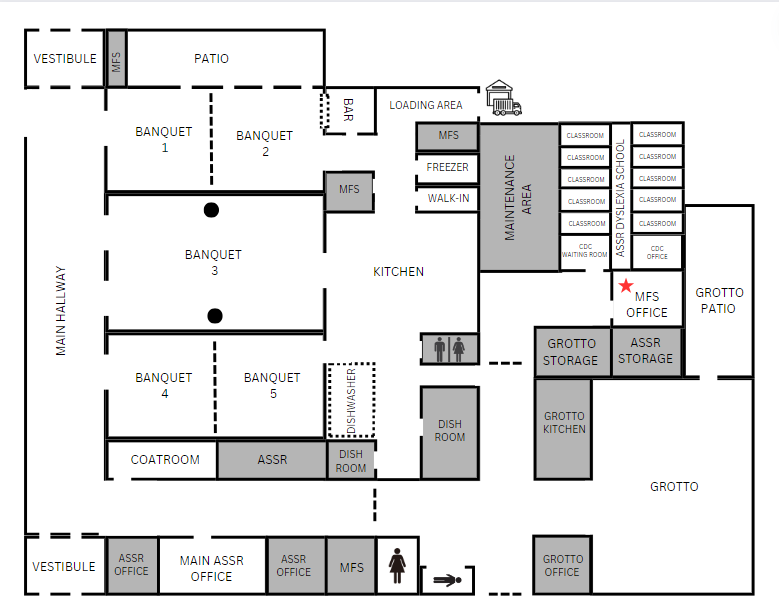 VESTIBULE
MFS
PATIO
BANQUET
1
BANQUET
2
BAR
LOADING AREA
MFS
FREEZER
WALK-IN
MFS
MAINTENANCE
AREA
CLASSROOM
CLASSROOM
CLASSROOM
CLASSROOM
CLASSROOM
CDC
WAITING ROOM
ASSR DYSLEXIA SCHOOL
CLASSROOM
CLASSROOM
CLASSROOM
CLASSROOM
CLASSROOM
CDC
OFFICE
MAIN HALLWAY
BANQUET
3
KITCHEN
MFS
OFFICE
GROTTO
PATIO
GROTTO
STORAGE
ASSR
STORAGE
BANQUET
4
BANQUET
5
DISHWASHER
DISH
ROOM
GROTTO
KITCHEN
COATROOM
ASSR
DISH
ROOM
GROTTO
VESTIBULE
ASSR
OFFICE
MAIN ASSR
OFFICE
ASSR
OFFICE
MFS
GROTTO
OFFICE